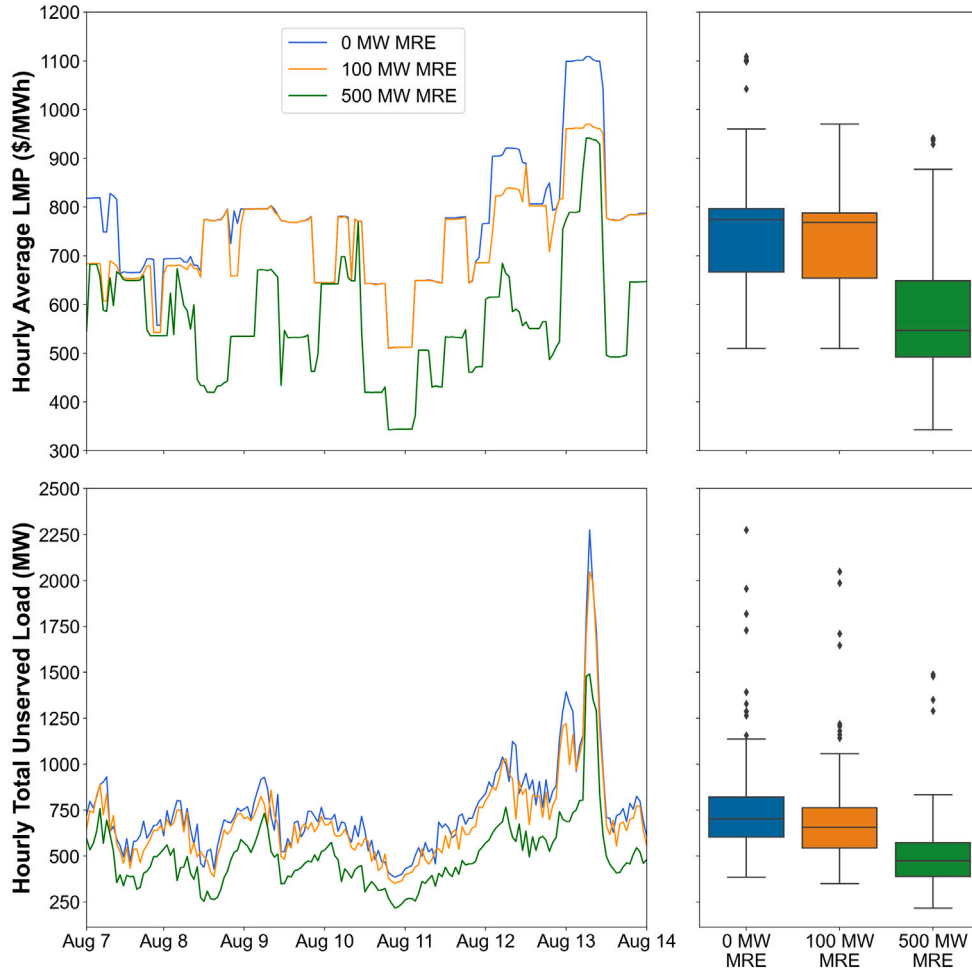 Hourly Average LMP ($/MWh)
1200
1100
1000
900
800
700
600
500
400
300
0 MW MRE
100 MW MRE
500 MW MRE
Hourly Total Unserved Load (MW)
2500
2250
2000
1750
1500
1250
1000
750
500
250
Aug 7
Aug 8
Aug 9
Aug 10
Aug 11
Aug 12
Aug 13
Aug 14
0 MW
MRE
100 MW
MRE
500 MW
MRE